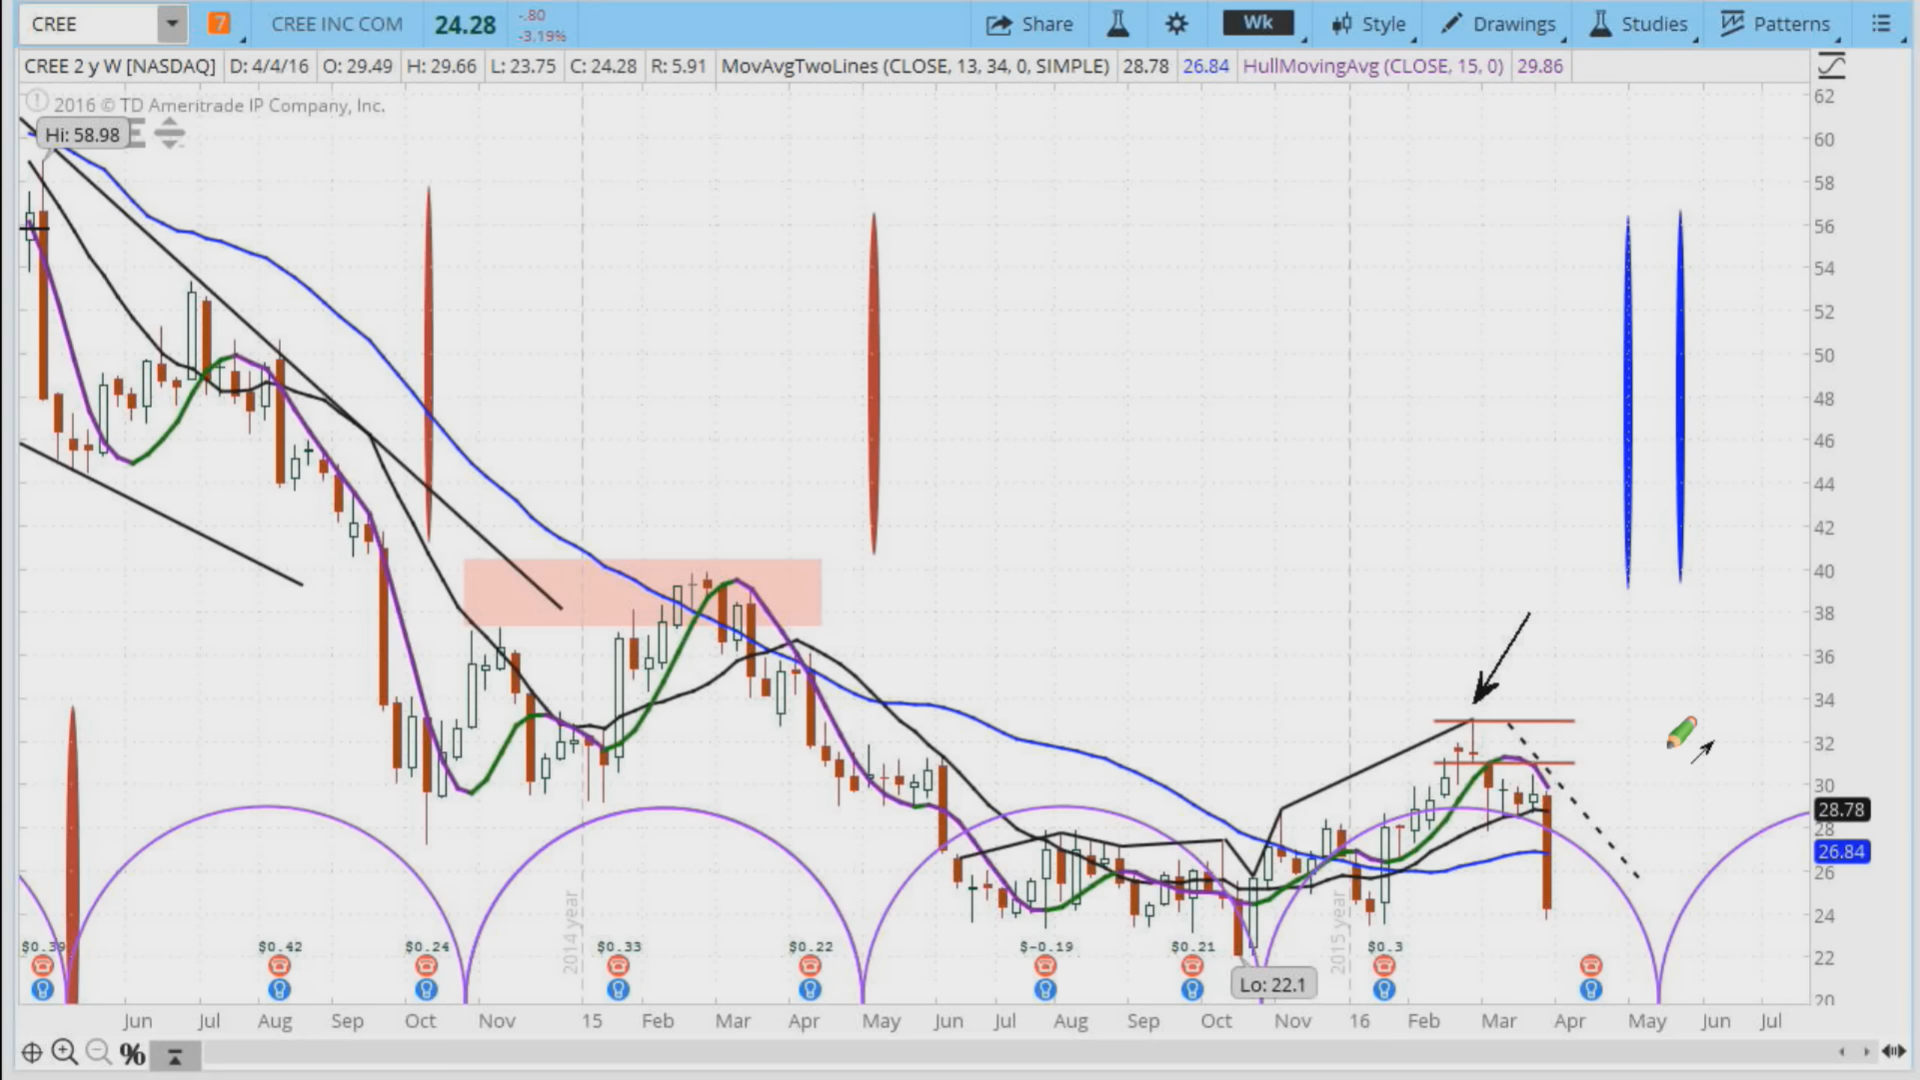 CREE 7 CREE INC COM 24.28 -.80 -3.19% Share Wk Style Drawings Studies Patterns
CREE 2 y W [NASDAQ] D: 4/4/16 O: 29.49 H: 29.66 L: 23.75 C: 24.28 R: 5.91 MovAvgTwoLines (CLOSE, 13, 34, 0, SIMPLE) 28.78 26.84 HullMovingAvg (CLOSE, 15, 0) 29.86
2016 © TD Ameritrade IP Company, Inc.
Hi: 58.98
62
60
58
56
54
52
50
48
46
44
42
40
38
36
34
32
30
28.78
28
26.84
26
24
22
20
2014 year
2015 year
$0.39 $0.42 $0.24 $0.33 $0.22 $-0.19 $0.21 $0.3
Lo: 22.1
Jun Jul Aug Sep Oct Nov 15 Feb Mar Apr May Jun Jul Aug Sep Oct Nov 16 Feb Mar Apr May Jun Jul
%